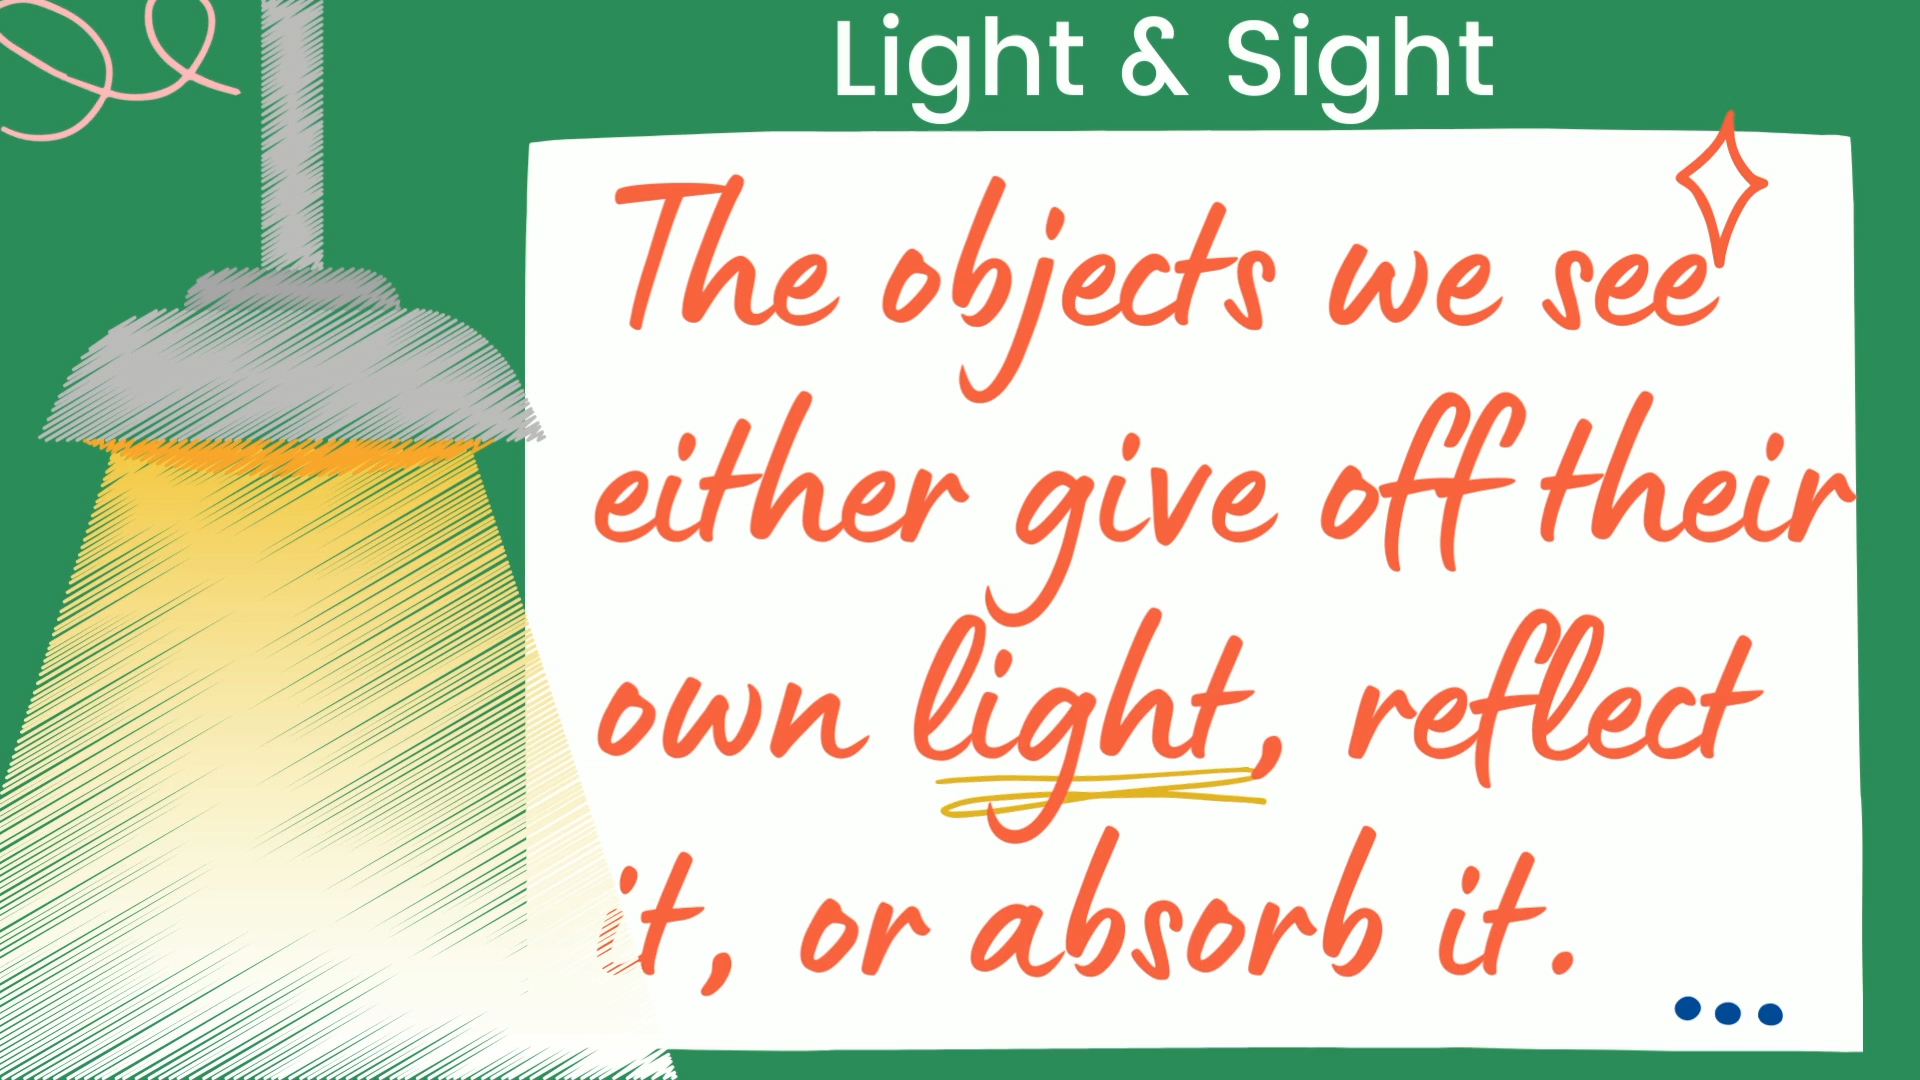 Light & Sight
The objects we see
either give off their
own light, reflect
it, or absorb it.